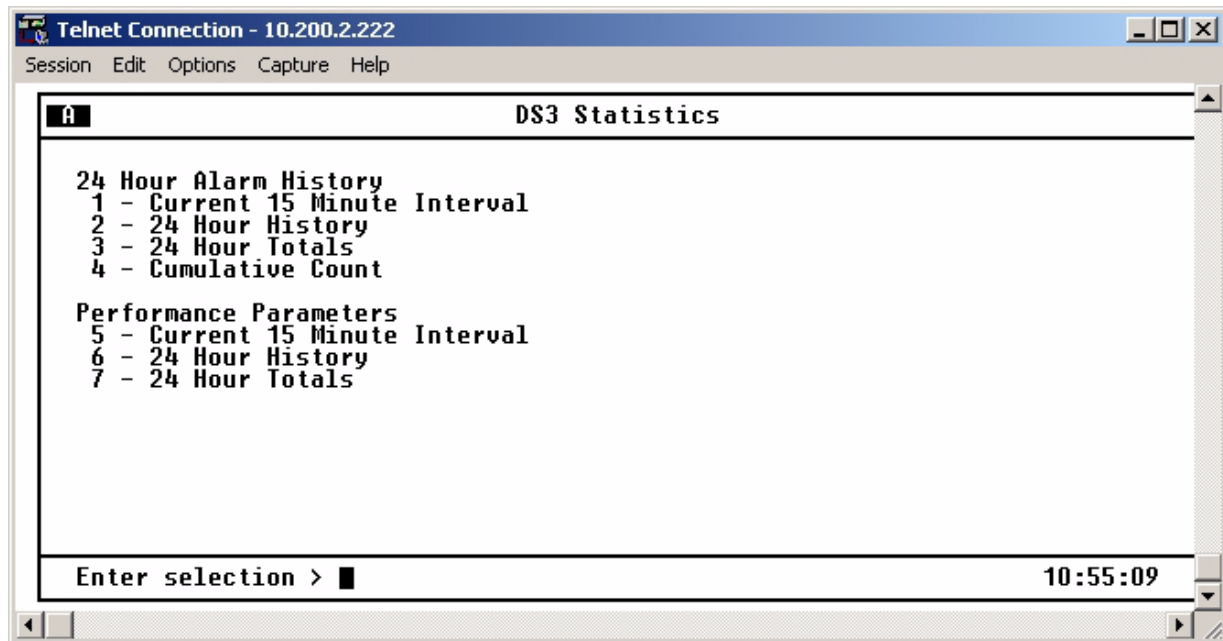 Telnet Connection - 10.200.2.222
Session Edit Options Capture Help
A DS3 Statistics
24 Hour Alarm History
1 - Current 15 Minute Interval
2 - 24 Hour History
3 - 24 Hour Totals
4 - Cumulative Count
Performance Parameters
5 - Current 15 Minute Interval
6 - 24 Hour History
7 - 24 Hour Totals
Enter selection > 10:55:09